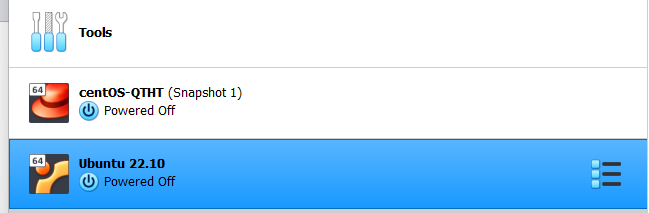 Tools
64
centOS-QTHT (Snapshot 1)
Powered Off
64
Ubuntu 22.10
Powered Off